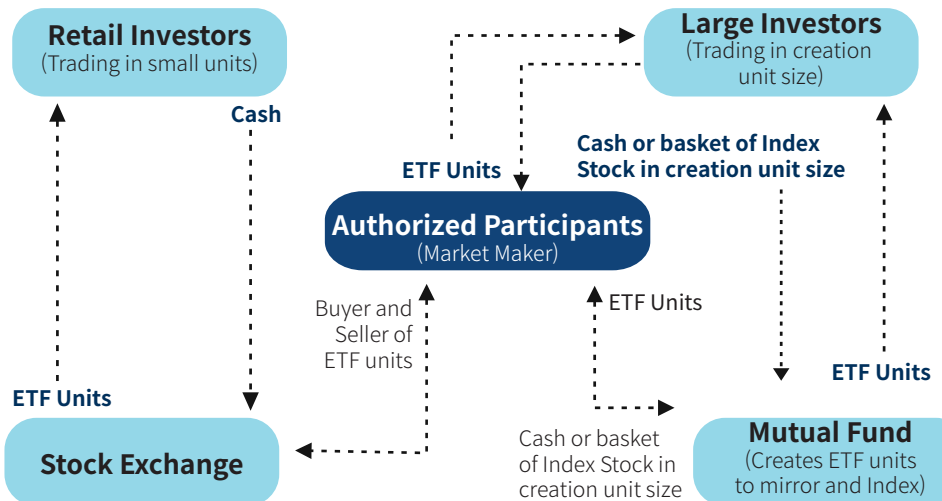 Retail Investors
(Trading in small units)
Large Investors
(Trading in creation
unit size)
Cash
Cash or basket of Index
Stock in creation unit size
ETF Units
Authorized Participants
(Market Maker)
Buyer and
Seller of
ETF units
ETF Units
ETF Units
ETF Units
Stock Exchange
Cash or basket
of Index Stock in
creation unit size
Mutual Fund
(Creates ETF units
to mirror and Index)